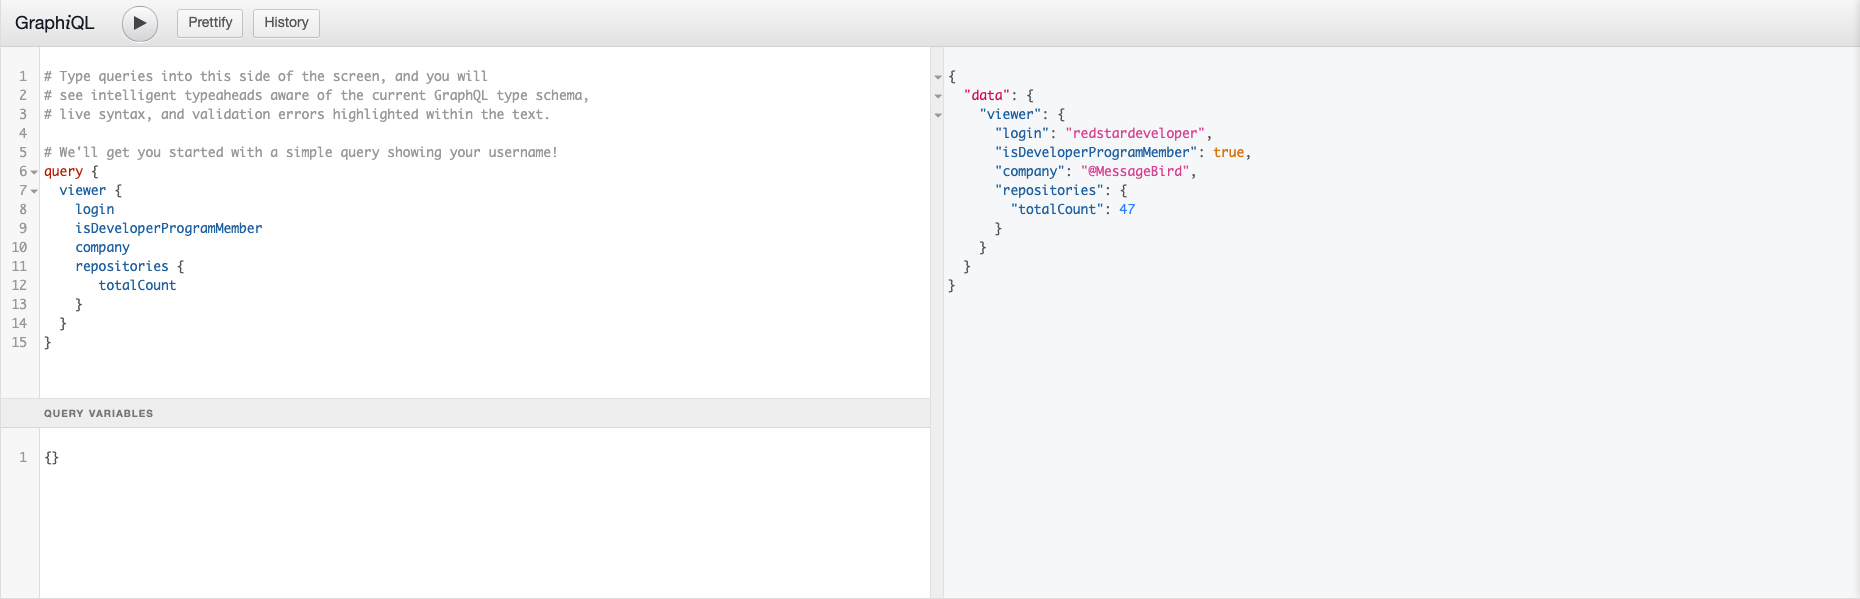 GraphiQL Prettify History
1 # Type queries into this side of the screen, and you will
2 # see intelligent typeaheads aware of the current GraphQL type schema,
3 # live syntax, and validation errors highlighted within the text.
4
5 # We'll get you started with a simple query showing your username!
6 query {
7 viewer {
8 login
9 isDeveloperProgramMember
10 company
11 repositories {
12 totalCount
13 }
14 }
15 }
QUERY VARIABLES
1 {}
{
"data": {
"viewer": {
"login": "redstardeveloper",
"isDeveloperProgramMember": true,
"company": "@MessageBird",
"repositories": {
"totalCount": 47
}
}
}
}